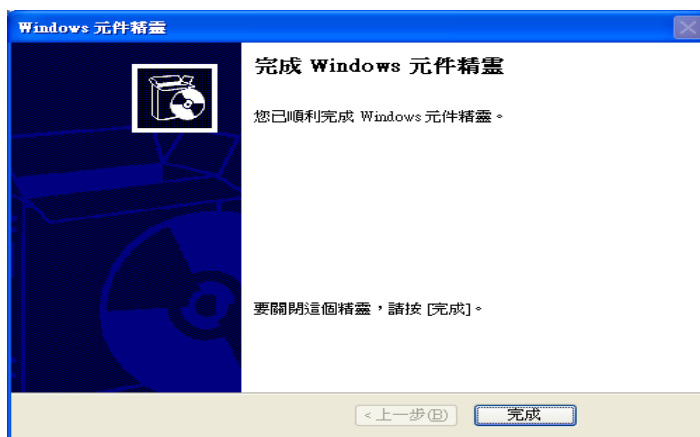 Windows 元件精靈
完成 Windows 元件精靈
您已順利完成 Windows 元件精靈。
要關閉這個精靈，請按 [完成]。
< 上一步(B)
完成